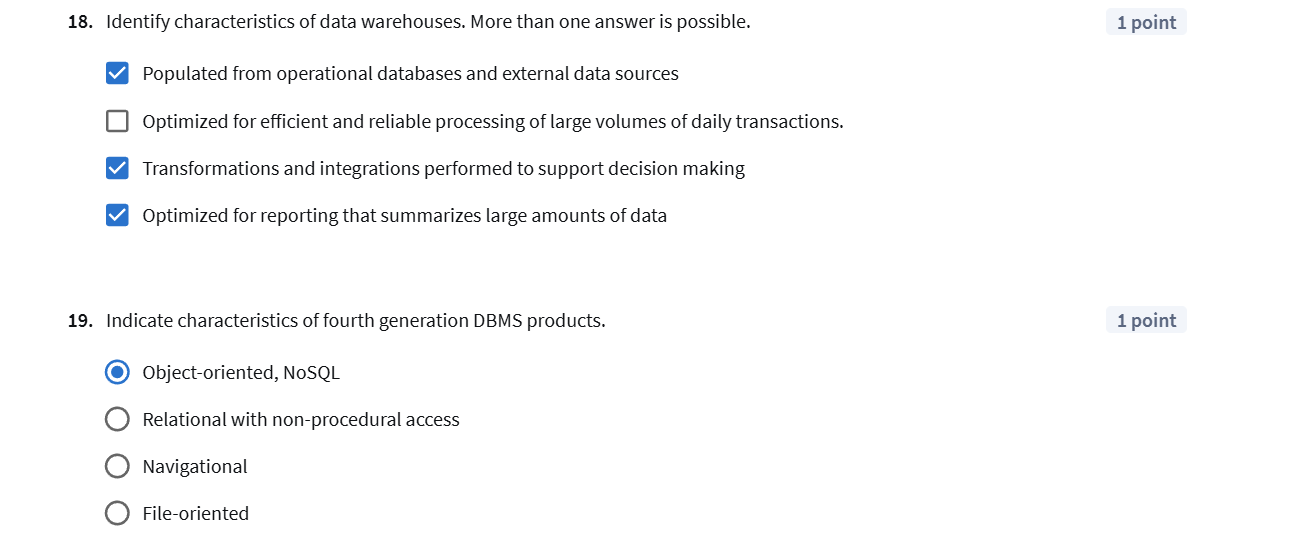 18. Identify characteristics of data warehouses. More than one answer is possible. 1 point
Populated from operational databases and external data sources
Optimized for efficient and reliable processing of large volumes of daily transactions.
Transformations and integrations performed to support decision making
Optimized for reporting that summarizes large amounts of data
19. Indicate characteristics of fourth generation DBMS products. 1 point
Object-oriented, NoSQL
Relational with non-procedural access
Navigational
File-oriented